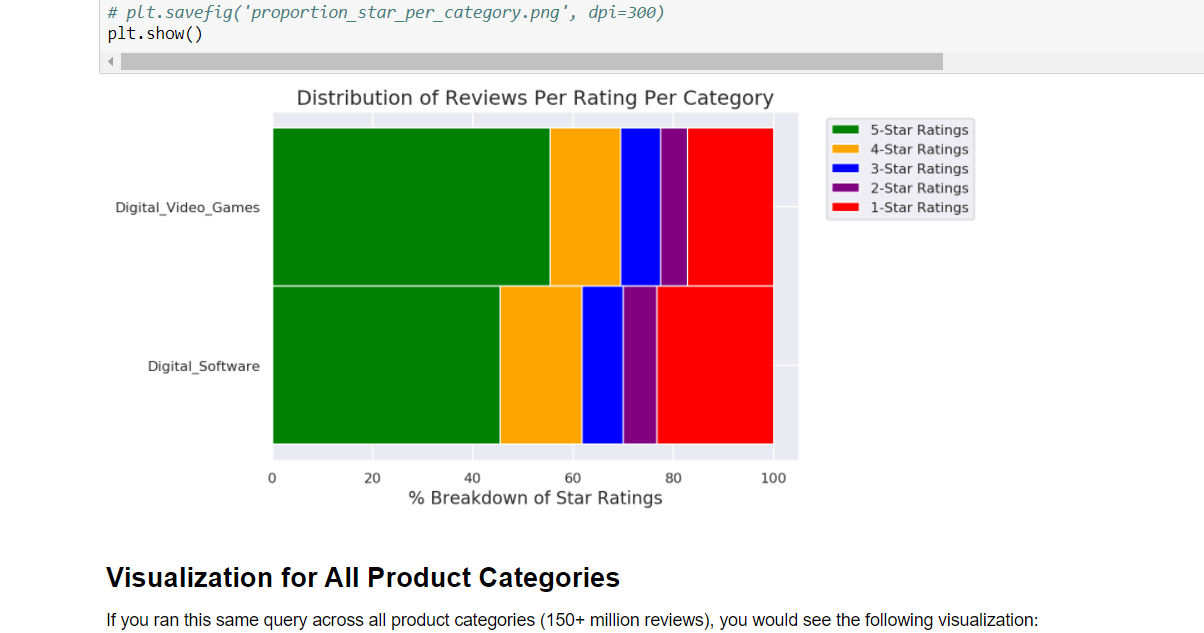 # plt.savefig('proportion_star_per_category.png', dpi=300)
plt.show()
Distribution of Reviews Per Rating Per Category
5-Star Ratings
4-Star Ratings
3-Star Ratings
2-Star Ratings
1-Star Ratings
Digital_Video_Games
Digital_Software
0 20 40 60 80 100
% Breakdown of Star Ratings
Visualization for All Product Categories
If you ran this same query across all product categories (150+ million reviews), you would see the following visualization: